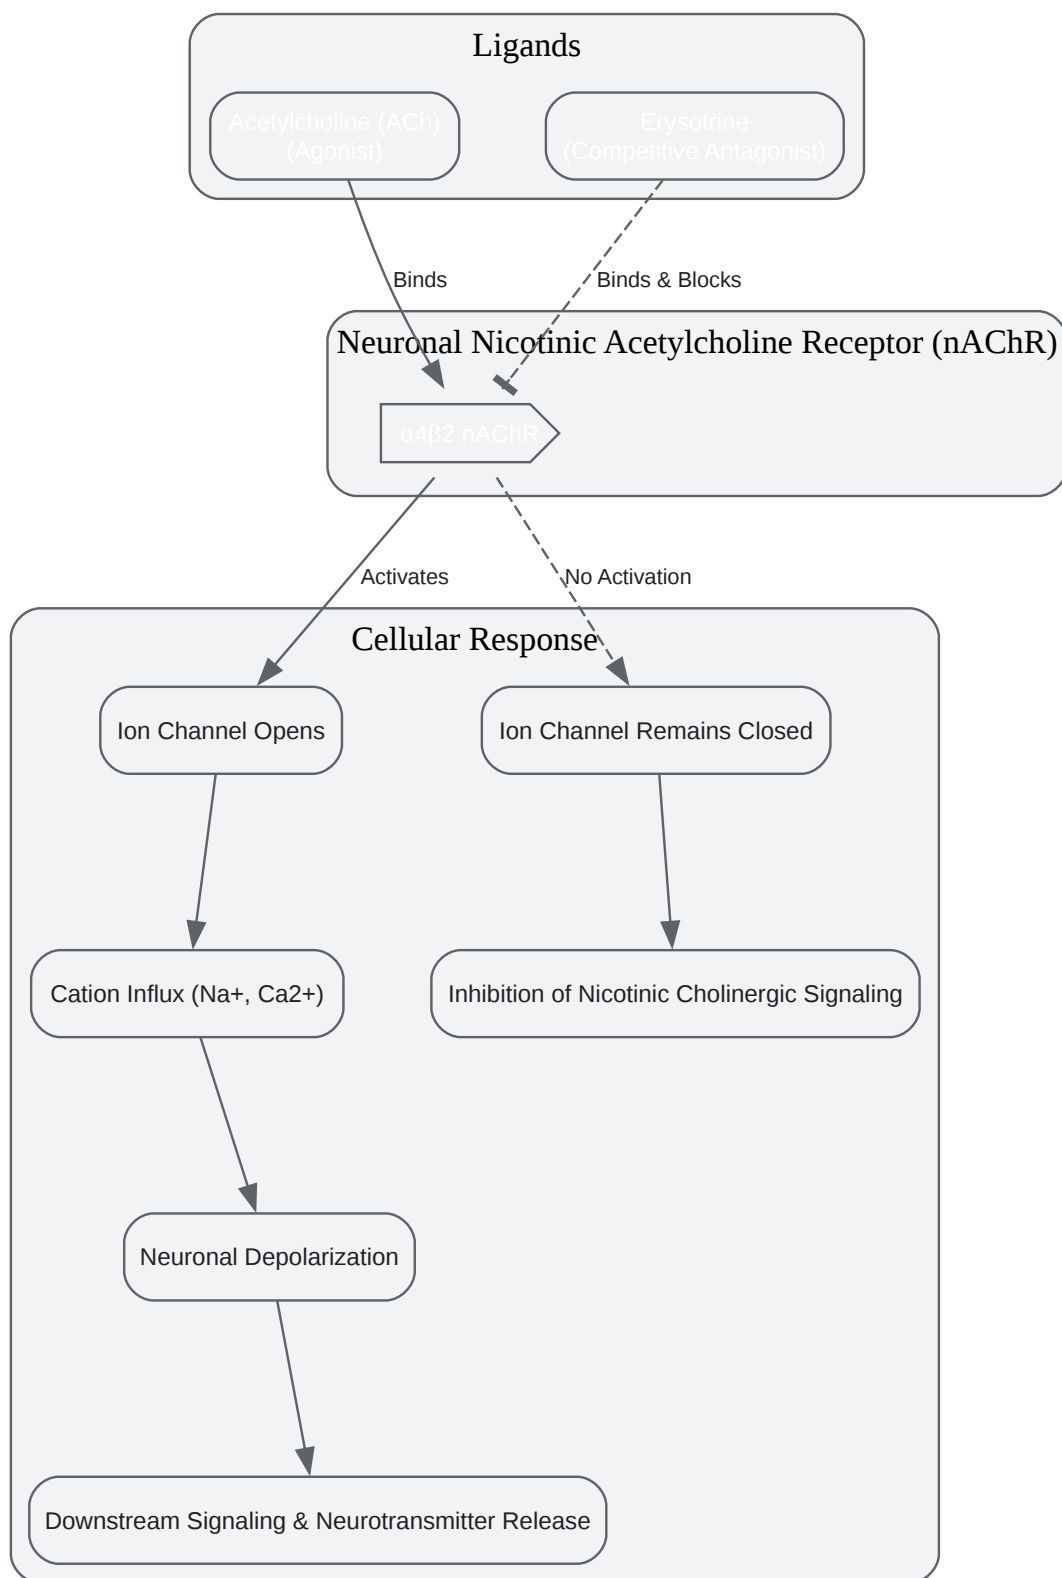 Ligands
Acetylcholine (ACh)
(Agonist)
Erysotrine
(Competitive Antagonist)
Binds
Binds & Blocks
Neuronal Nicotinic Acetylcholine Receptor (nAChR)
α4β2 nAChR
Activates
No Activation
Cellular Response
Ion Channel Opens
Ion Channel Remains Closed
Cation Influx (Na+, Ca2+)
Inhibition of Nicotinic Cholinergic Signaling
Neuronal Depolarization
Downstream Signaling & Neurotransmitter Release